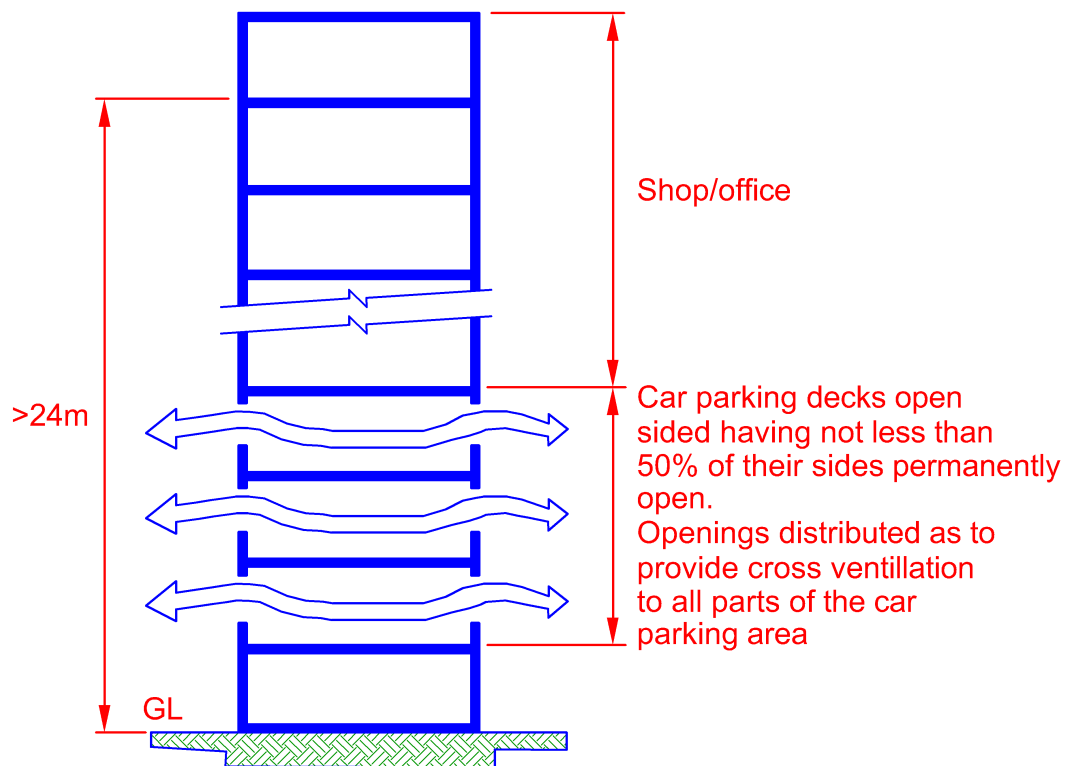 Shop/office
>24m
Car parking decks open
sided having not less than
50% of their sides permanently
open.
Openings distributed as to
provide cross ventillation
to all parts of the car
parking area
GL